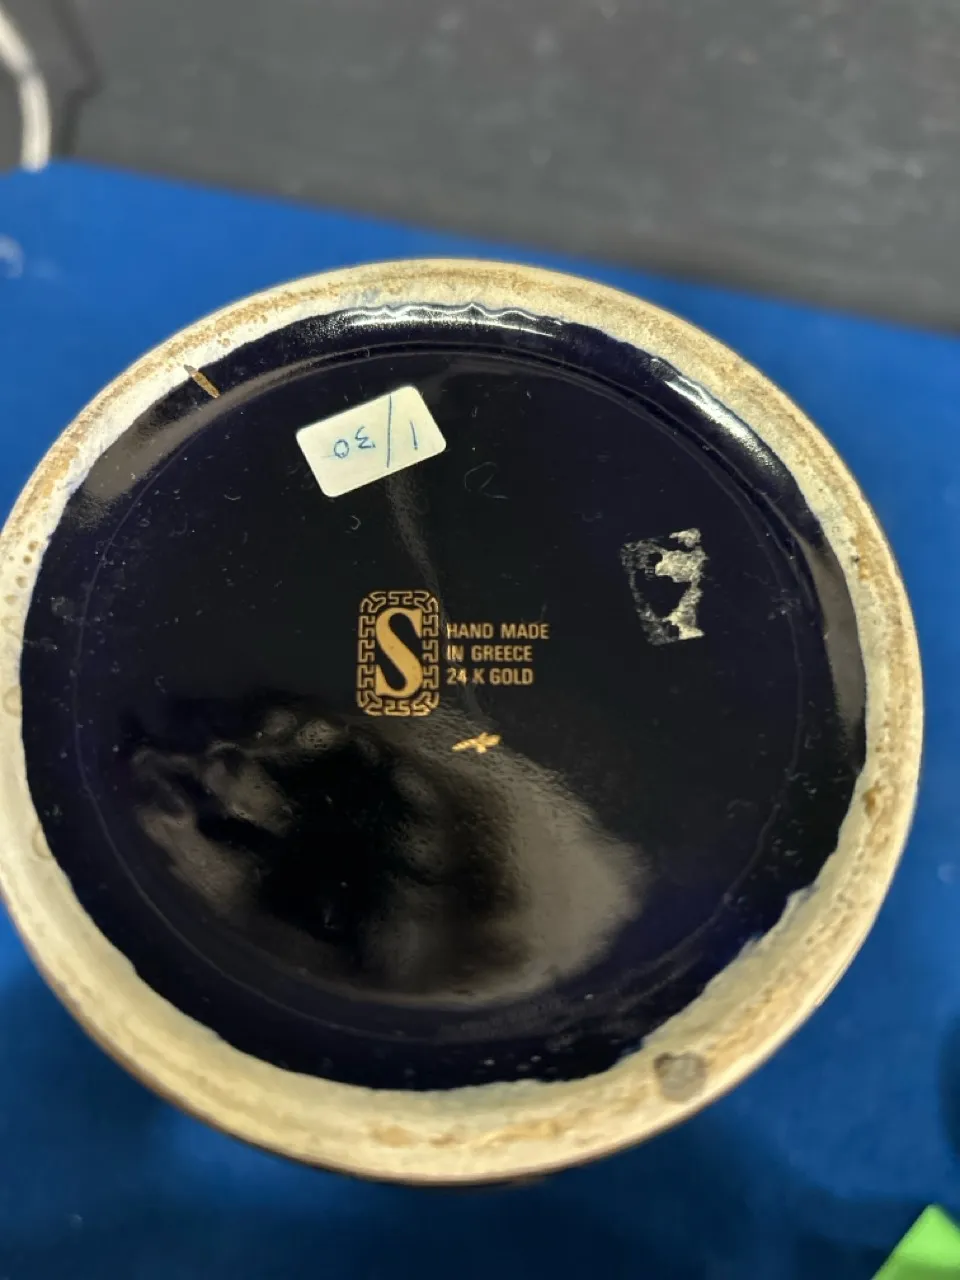 1/30
S
HAND MADE
IN GREECE
24 K GOLD